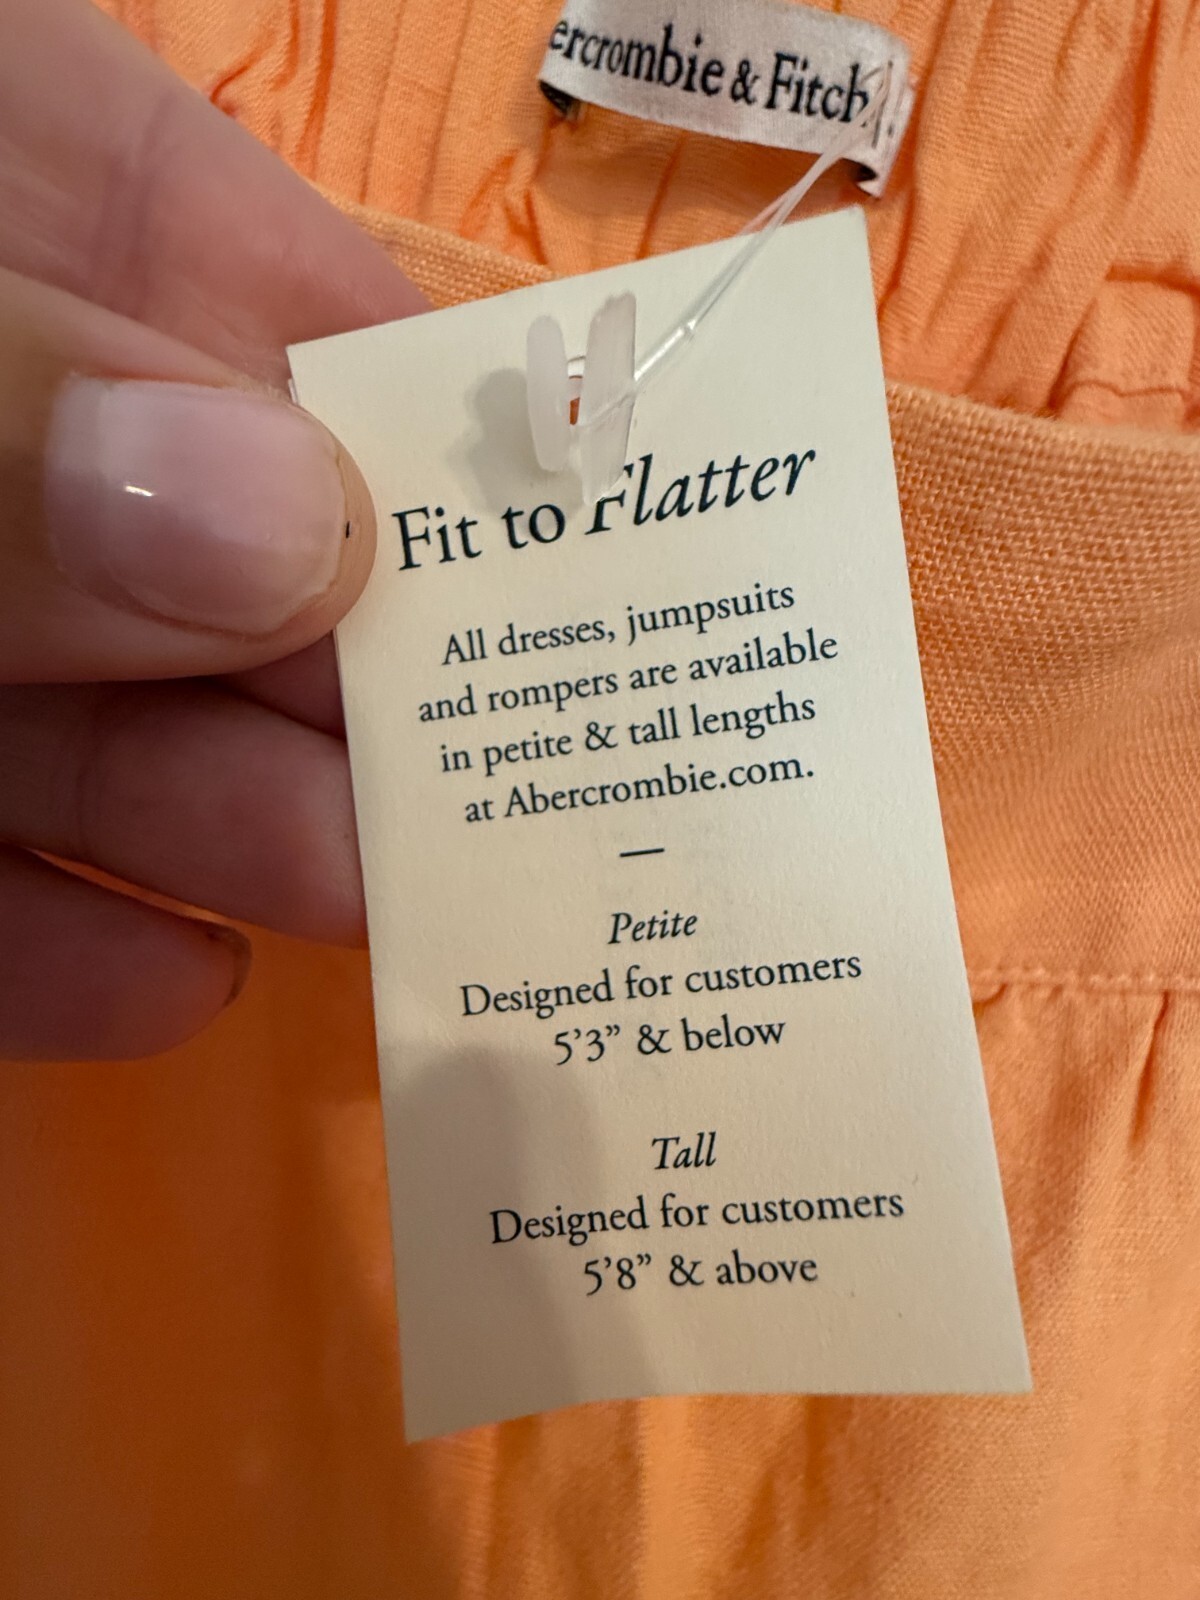 ercrombie & Fitch
Fit to Flatter
All dresses, jumpsuits
and rompers are available
in petite & tall lengths
at Abercrombie.com.
—
Petite
Designed for customers
5’3” & below
Tall
Designed for customers
5’8” & above